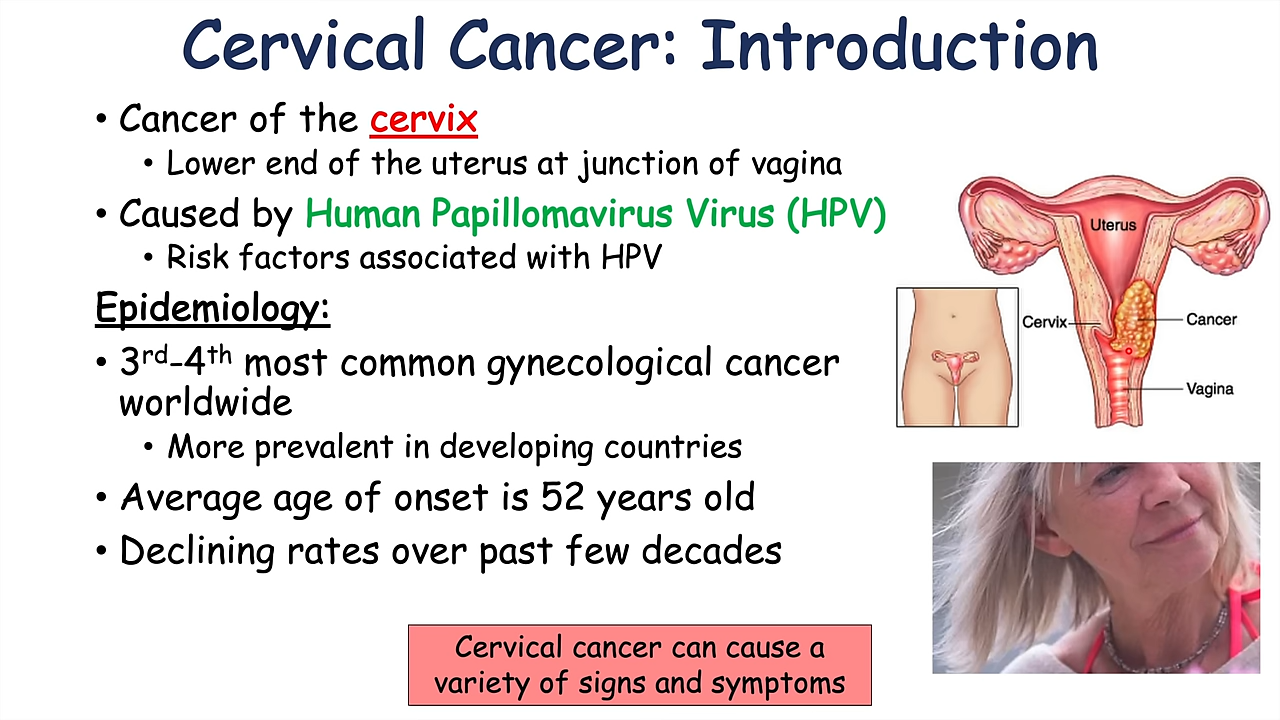 Cervical Cancer: Introduction
• Cancer of the cervix
• Lower end of the uterus at junction of vagina
• Caused by Human Papillomavirus Virus (HPV)
• Risk factors associated with HPV
Epidemiology:
• 3rd-4th most common gynecological cancer
worldwide
• More prevalent in developing countries
• Average age of onset is 52 years old
• Declining rates over past few decades
Uterus
Cervix
Cancer
Vagina
Cervical cancer can cause a
variety of signs and symptoms